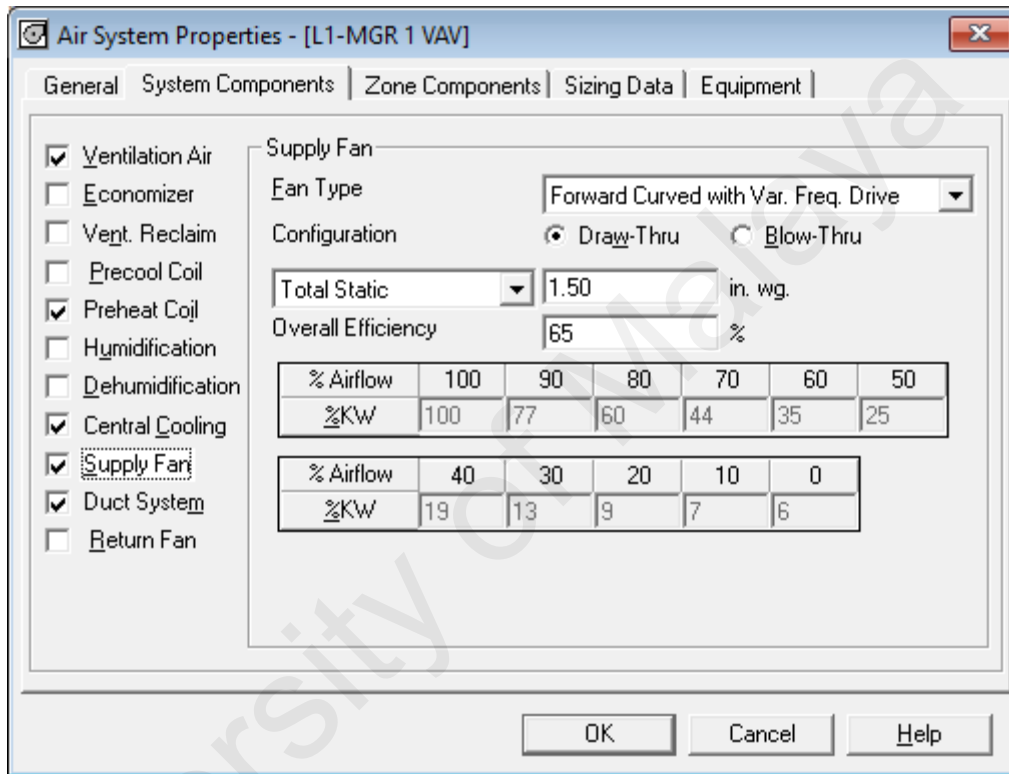 Air System Properties - [L1-MGR 1 VAV]
General System Components Zone Components Sizing Data Equipment
Ventilation Air
Economizer
Vent. Reclaim
Precool Coil
Preheat Coil
Humidification
Dehumidification
Central Cooling
Supply Fan
Duct System
Return Fan
Supply Fan
Fan Type Forward Curved with Var. Freq. Drive
Configuration Draw-Thru Blow-Thru
Total Static 1.50 in. wg.
Overall Efficiency 65 %
% Airflow 100 90 80 70 60 50
%KW 100 77 60 44 35 25
% Airflow 40 30 20 10 0
%KW 19 13 9 7 6
OK Cancel Help
ersity of Malaya